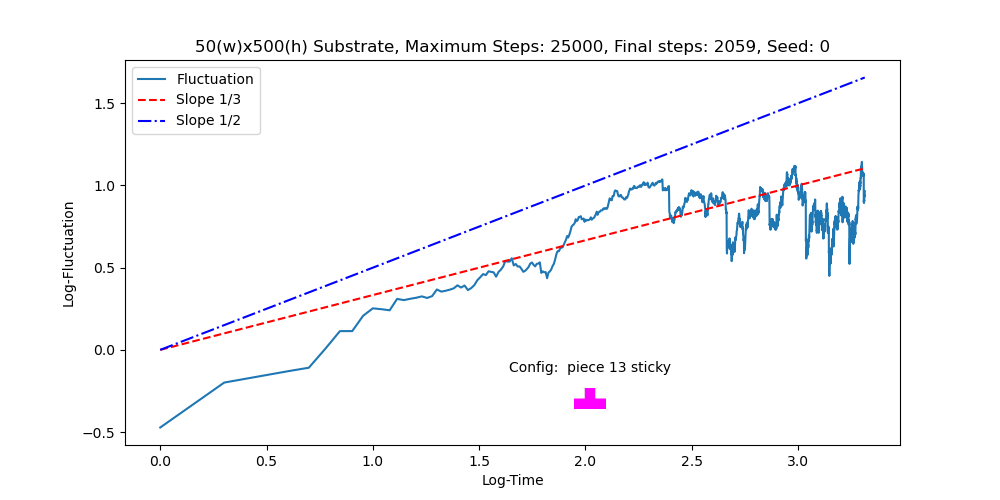 50(w)x500(h) Substrate, Maximum Steps: 25000, Final steps: 2059, Seed: 0
Fluctuation
Slope 1/3
Slope 1/2
Log-Fluctuation
1.5
1.0
0.5
0.0
−0.5
Config:  piece 13 sticky
0.0 0.5 1.0 1.5 2.0 2.5 3.0
Log-Time